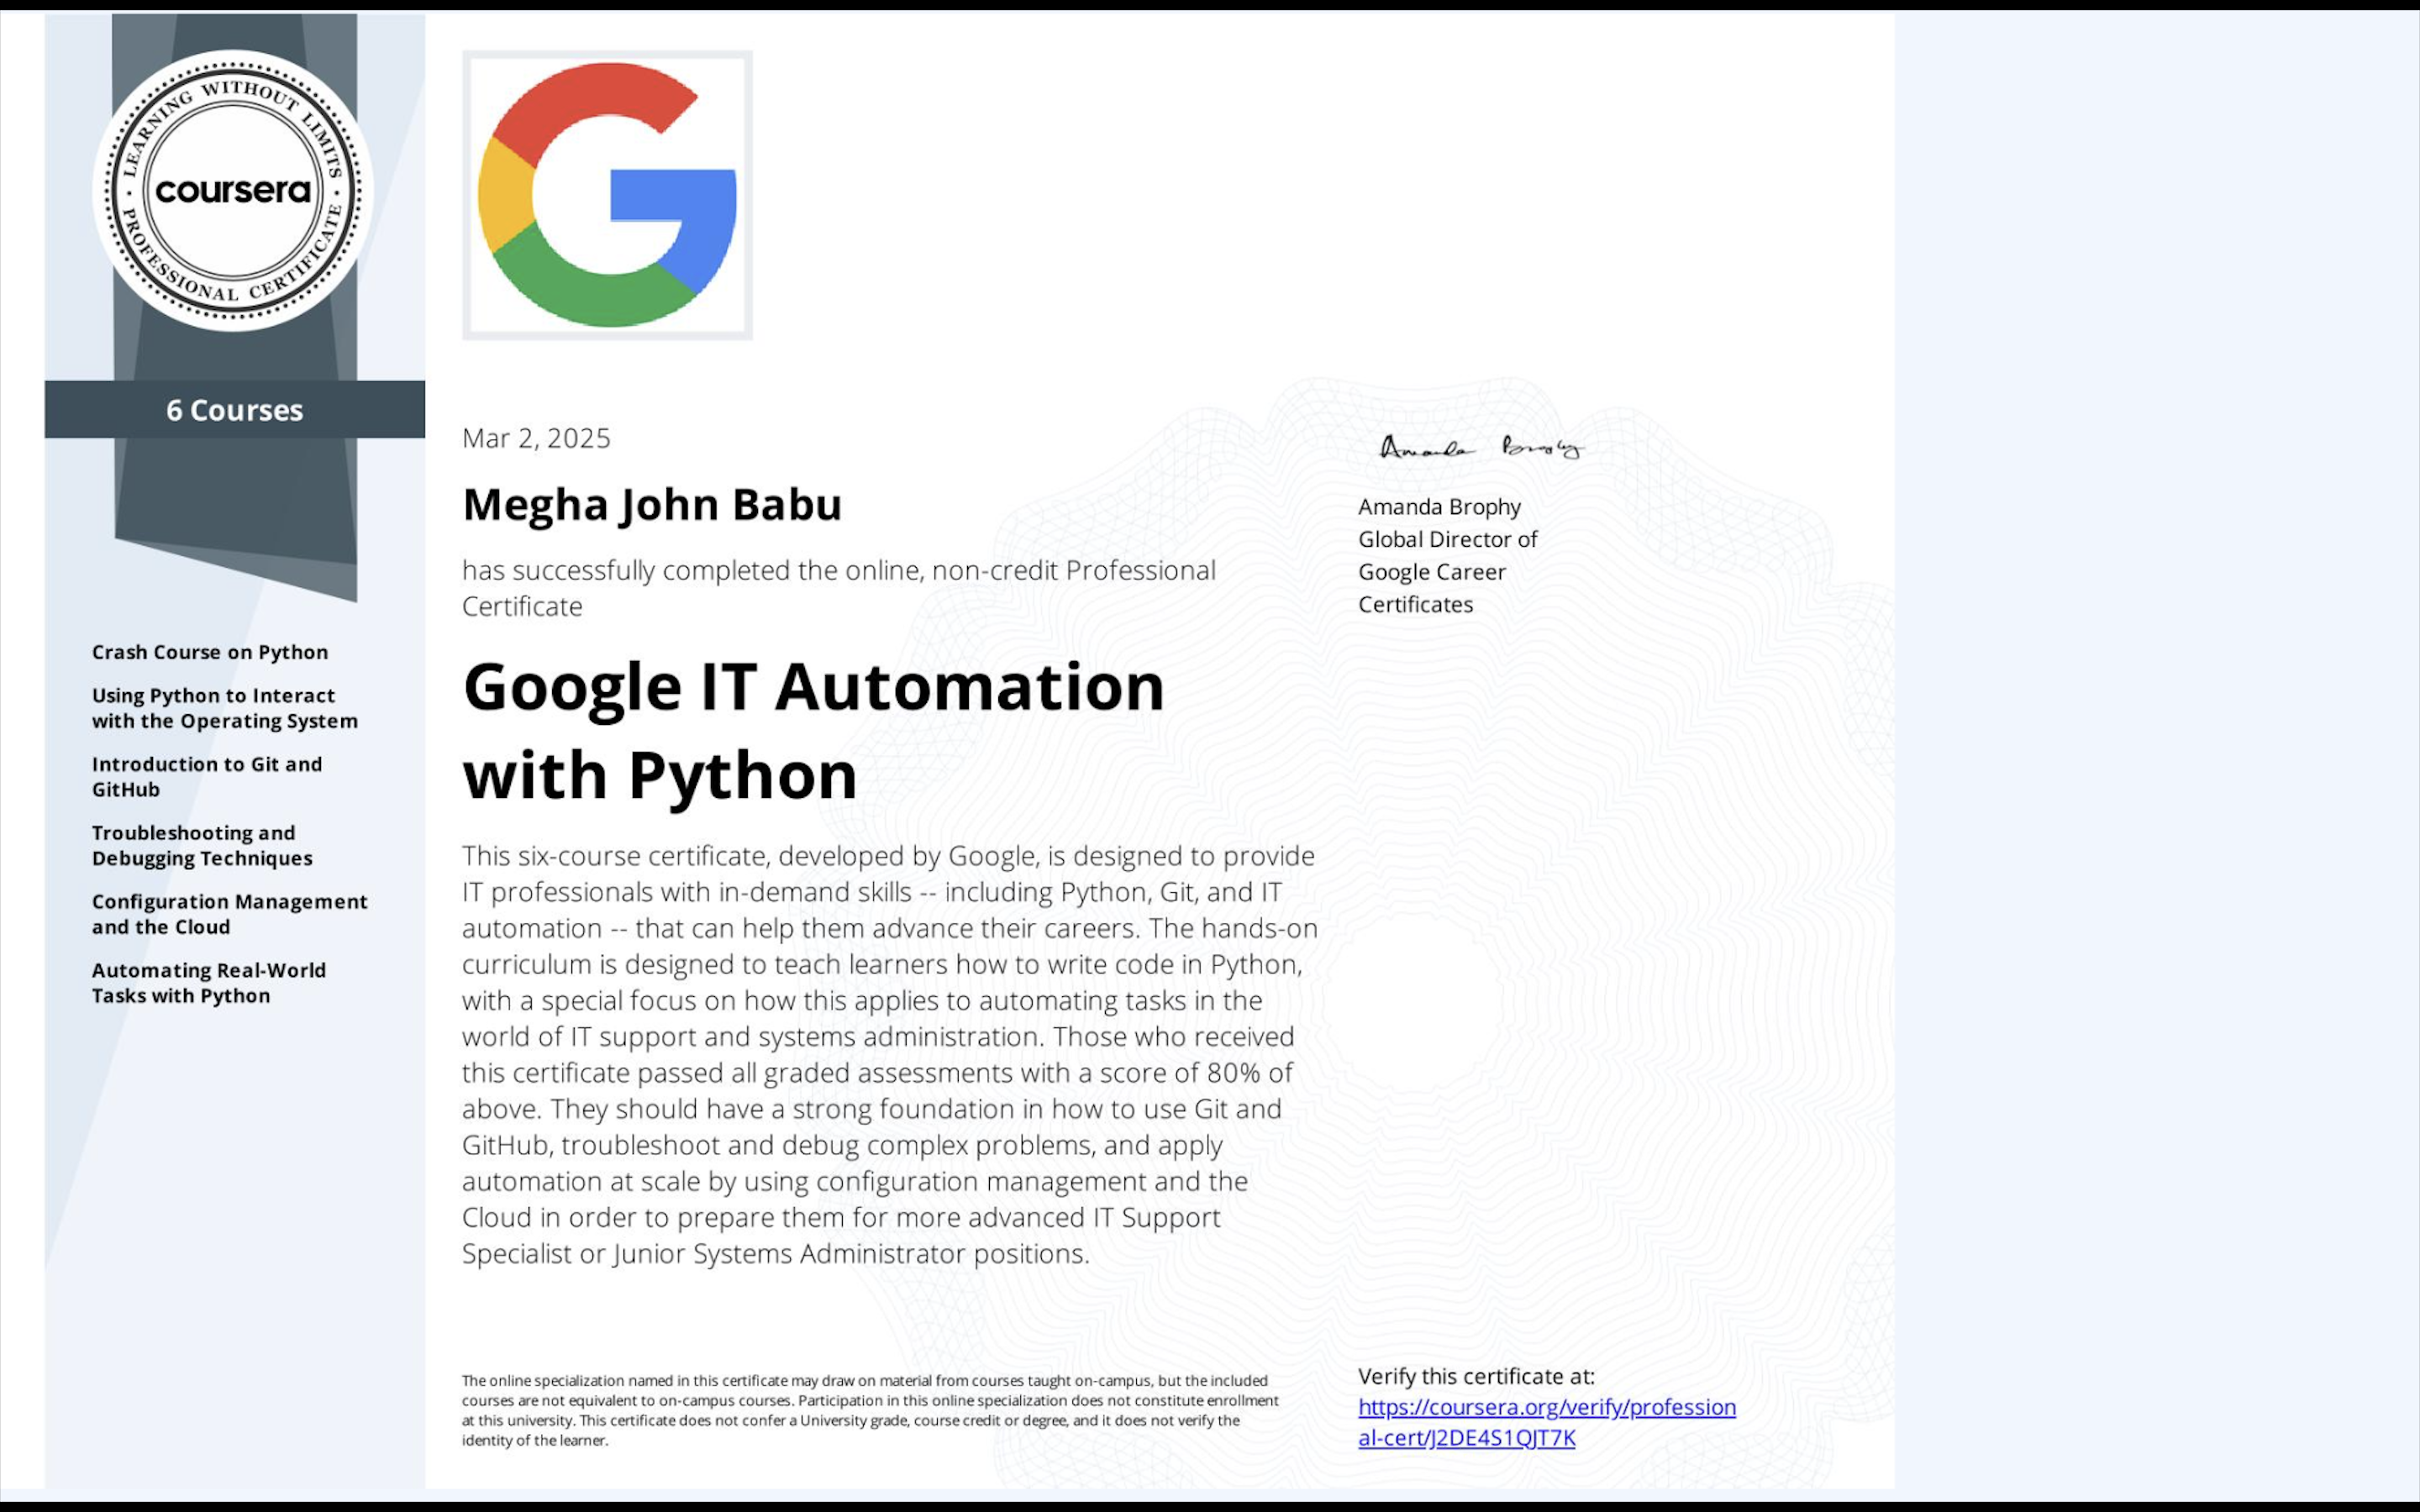 LEARNING WITHOUT LIMITS
coursera
PROFESSIONAL CERTIFICATE
6 Courses
Crash Course on Python
Using Python to Interact
with the Operating System
Introduction to Git and
GitHub
Troubleshooting and
Debugging Techniques
Configuration Management
and the Cloud
Automating Real-World
Tasks with Python
Mar 2, 2025
Megha John Babu
has successfully completed the online, non-credit Professional
Certificate
Google IT Automation
with Python
This six-course certificate, developed by Google, is designed to provide
IT professionals with in-demand skills -- including Python, Git, and IT
automation -- that can help them advance their careers. The hands-on
curriculum is designed to teach learners how to write code in Python,
with a special focus on how this applies to automating tasks in the
world of IT support and systems administration. Those who received
this certificate passed all graded assessments with a score of 80% of
above. They should have a strong foundation in how to use Git and
GitHub, troubleshoot and debug complex problems, and apply
automation at scale by using configuration management and the
Cloud in order to prepare them for more advanced IT Support
Specialist or Junior Systems Administrator positions.
The online specialization named in this certificate may draw on material from courses taught on-campus, but the included
courses are not equivalent to on-campus courses. Participation in this online specialization does not constitute enrollment
at this university. This certificate does not confer a University grade, course credit or degree, and it does not verify the
identity of the learner.
Amanda Brophy
Amanda Brophy
Global Director of
Google Career
Certificates
Verify this certificate at:
https://coursera.org/verify/profession
al-cert/J2DE4S1QJT7K